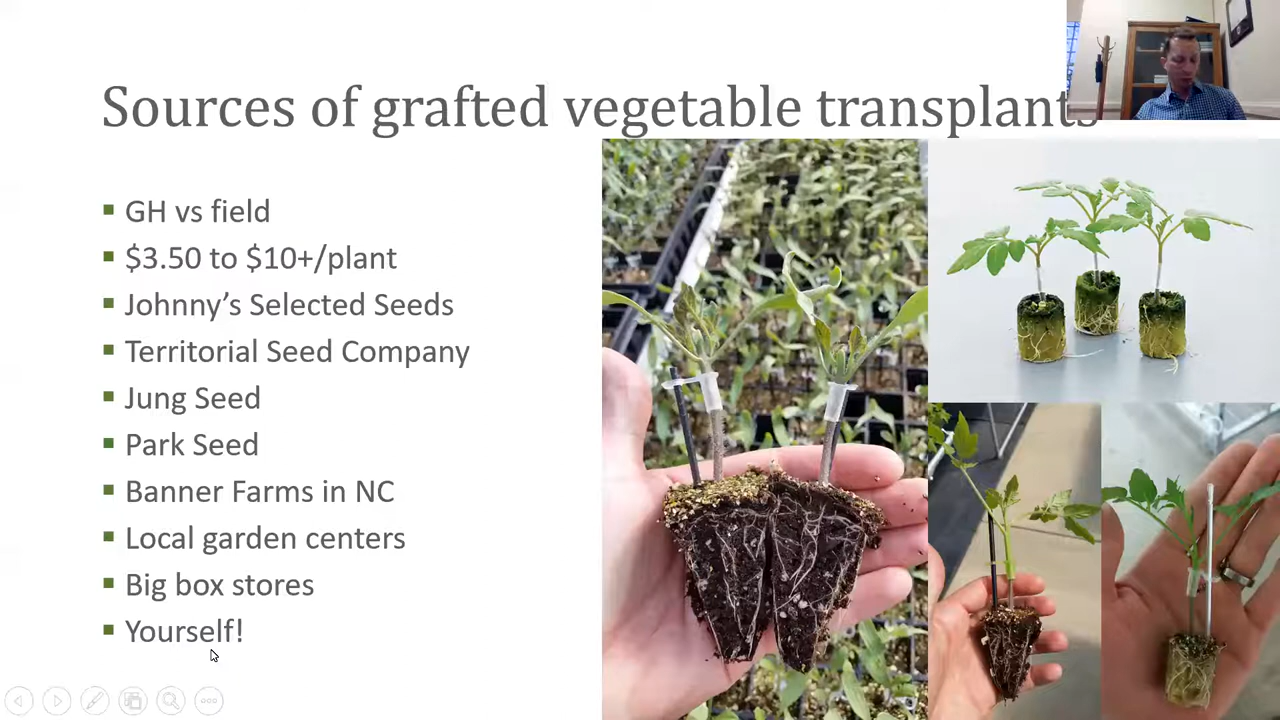 Sources of grafted vegetable transplants
GH vs field
$3.50 to $10+/plant
Johnny’s Selected Seeds
Territorial Seed Company
Jung Seed
Park Seed
Banner Farms in NC
Local garden centers
Big box stores
Yourself!